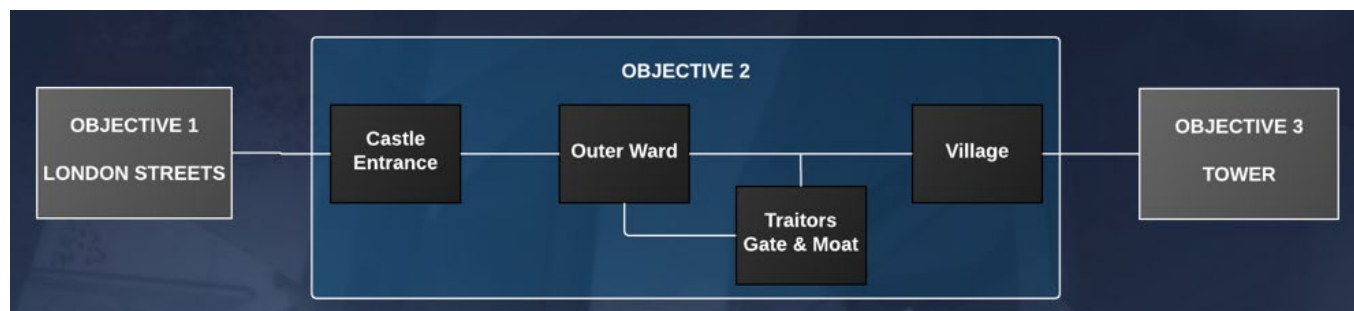 OBJECTIVE 2
OBJECTIVE 1
LONDON STREETS
Castle
Entrance
Outer Ward
Traitors
Gate & Moat
Village
OBJECTIVE 3
TOWER